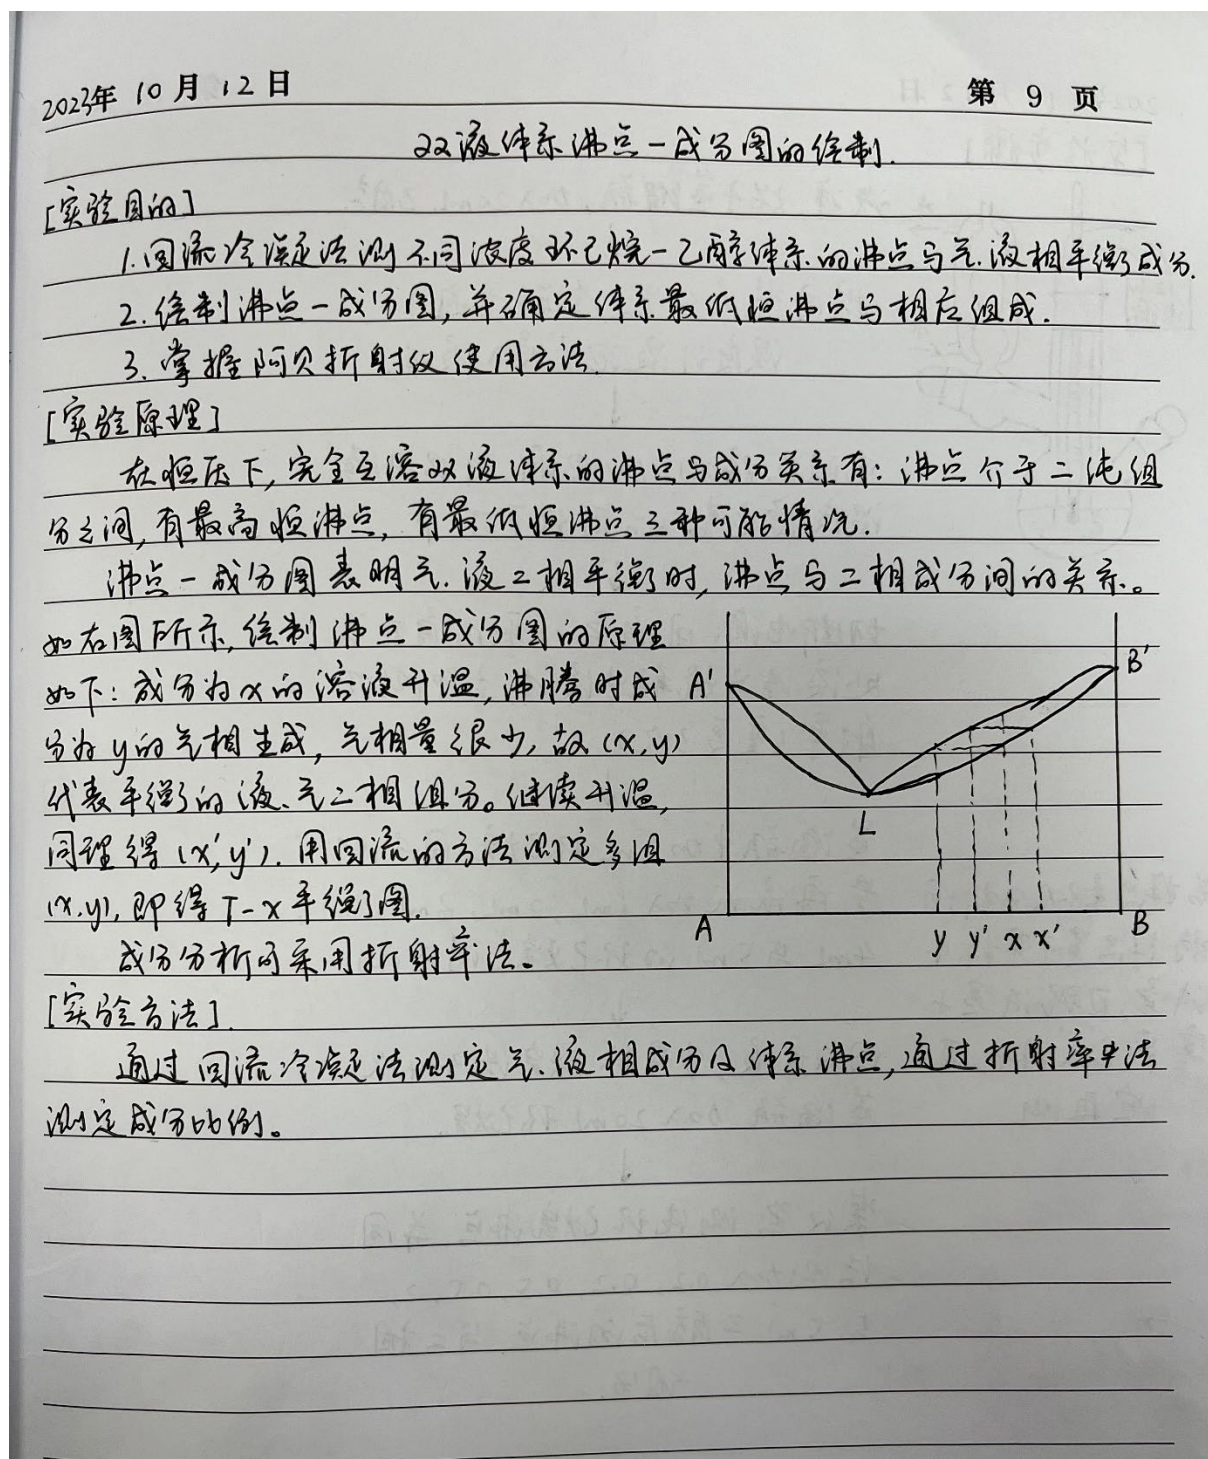 2023年 10月 12日
第 9 页
双液体系沸点-成分图的绘制.
[实验目的]
1.回流冷凝法测不同浓度环己烷-乙醇体系的沸点与气.液相平衡成分.
2.绘制沸点-成分图,并确定体系最低恒沸点与相应组成.
3.掌握阿贝折射仪使用方法.
[实验原理]
在恒压下,完全互溶双液体系的沸点与成分关系有:沸点介于二纯组
分之间,有最高恒沸点,有最低恒沸点三种可能情况.
沸点-成分图表明气.液二相平衡时,沸点与二相成分间的关系。
如右图所示,绘制沸点-成分图的原理
如下:成分为x的溶液升温,沸腾时成
分为y的气相生成,气相量很少,故(x,y)
代表平衡的液、气二相组分。继续升温,
同理得(x',y').用回流的方法测定多组
(x.y),即得T-x平衡图.
成分分析可采用折射率法。
A'
B'
L
A
B
y y' x x'
[实验方法].
通过回流冷凝法测定气.液相成分及体系沸点,通过折射率法
测定成分比例。